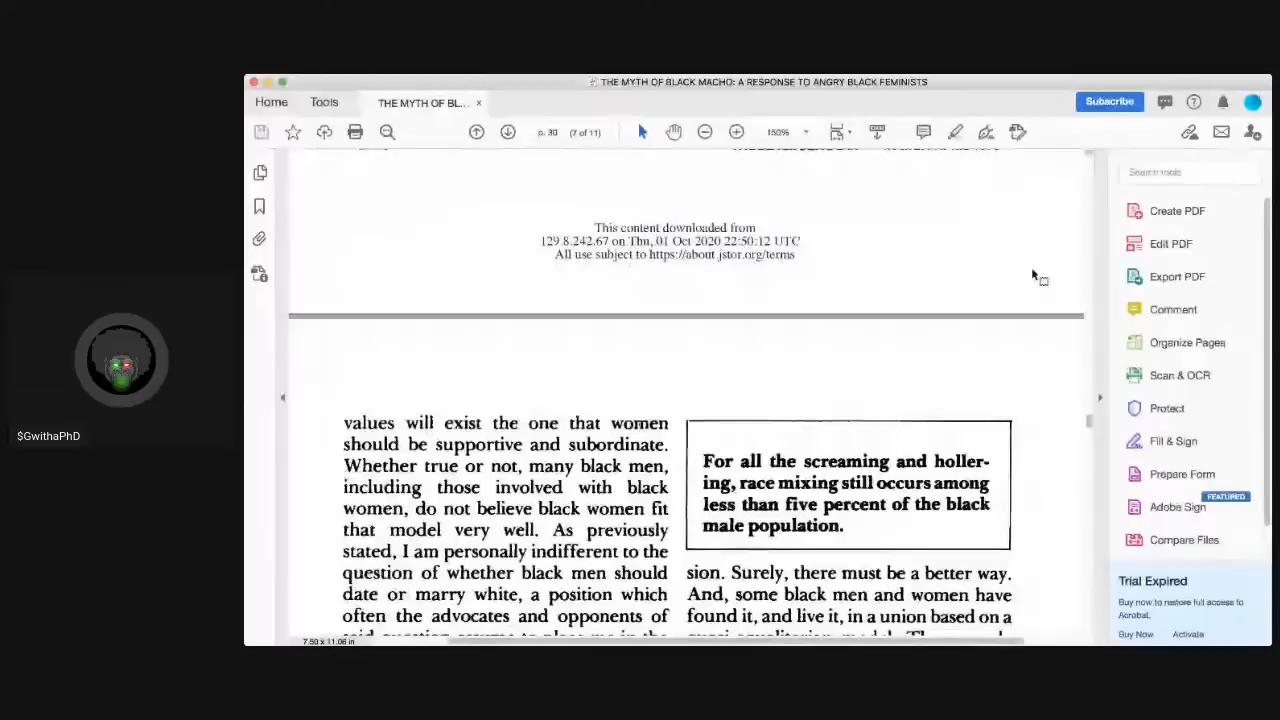 THE MYTH OF BLACK MACHO: A RESPONSE TO ANGRY BLACK FEMINISTS
Home
Tools
THE MYTH OF BL... ×
Subscribe
p. 30
(7 of 11)
150%
Search tools
This content downloaded from
129.8.242.67 on Thu, 01 Oct 2020 22:50:12 UTC
All use subject to https://about.jstor.org/terms
values will exist the one that women
should be supportive and subordinate.
Whether true or not, many black men,
including those involved with black
women, do not believe black women fit
that model very well. As previously
stated, I am personally indifferent to the
question of whether black men should
date or marry white, a position which
often the advocates and opponents of
For all the screaming and holler-
ing, race mixing still occurs among
less than five percent of the black
male population.
sion. Surely, there must be a better way.
And, some black men and women have
found it, and live it, in a union based on a
Create PDF
Edit PDF
Export PDF
Comment
Organize Pages
Scan & OCR
Protect
Fill & Sign
Prepare Form
FEATURED
Adobe Sign
Compare Files
Trial Expired
Buy now to restore full access to
Acrobat.
Buy Now
Activate
7.50 x 11.06 in
$GwithaPhD